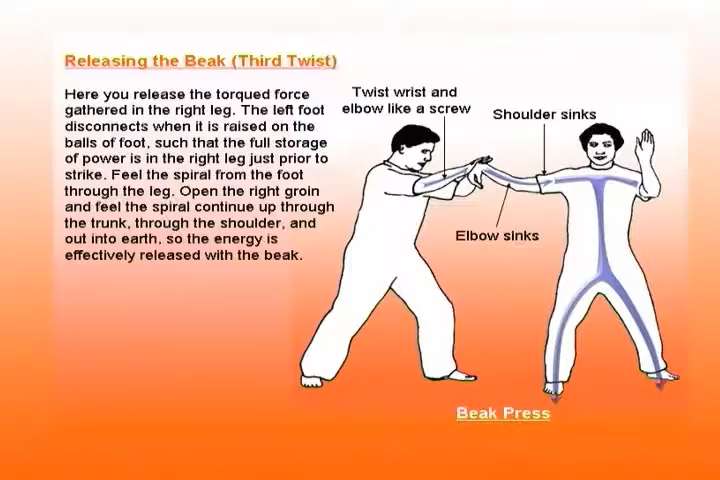 Releasing the Beak (Third Twist)
Here you release the torqued force
gathered in the right leg. The left foot
disconnects when it is raised on the
balls of foot, such that the full storage
of power is in the right leg just prior to
strike. Feel the spiral from the foot
through the leg. Open the right groin
and feel the spiral continue up through
the trunk, through the shoulder, and
out into earth, so the energy is
effectively released with the beak.
Twist wrist and
elbow like a screw
Shoulder sinks
Elbow sinks
Beak Press